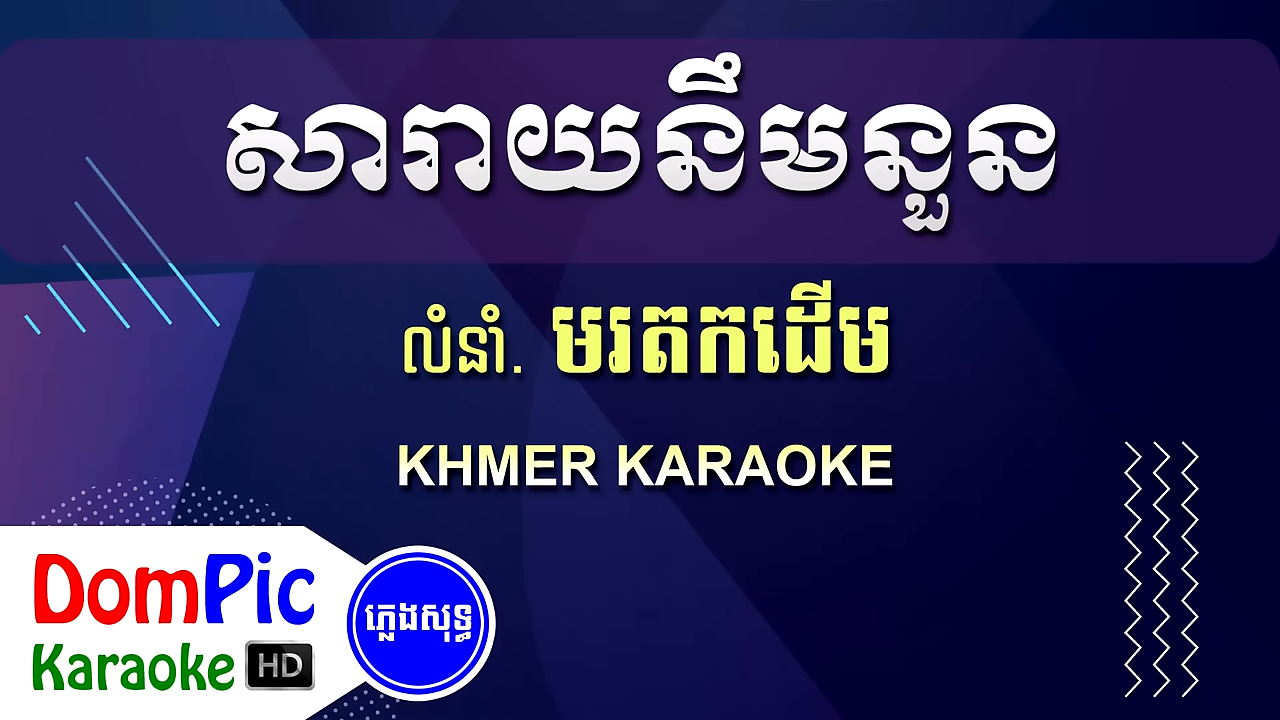 សារាយនឹមនួន
លំនាំ. មរតកដើម
KHMER KARAOKE
DomPic
Karaoke HD
ភ្លេងសុទ្ធ